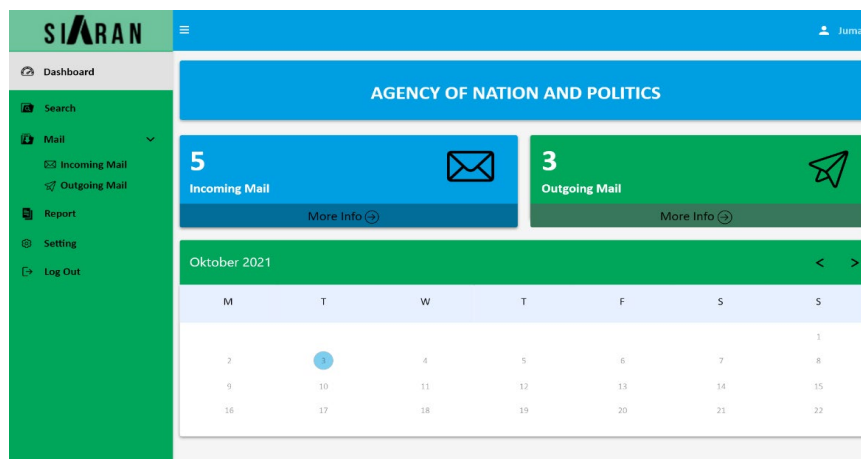 SIARAN
Juma
Dashboard
Search
Mail
Incoming Mail
Outgoing Mail
Report
Setting
Log Out
AGENCY OF NATION AND POLITICS
5
Incoming Mail
More Info
3
Outgoing Mail
More Info
Oktober 2021
< >
M T W T F S S
1
2 3 4 5 6 7 8
9 10 11 12 13 14 15
16 17 18 19 20 21 22